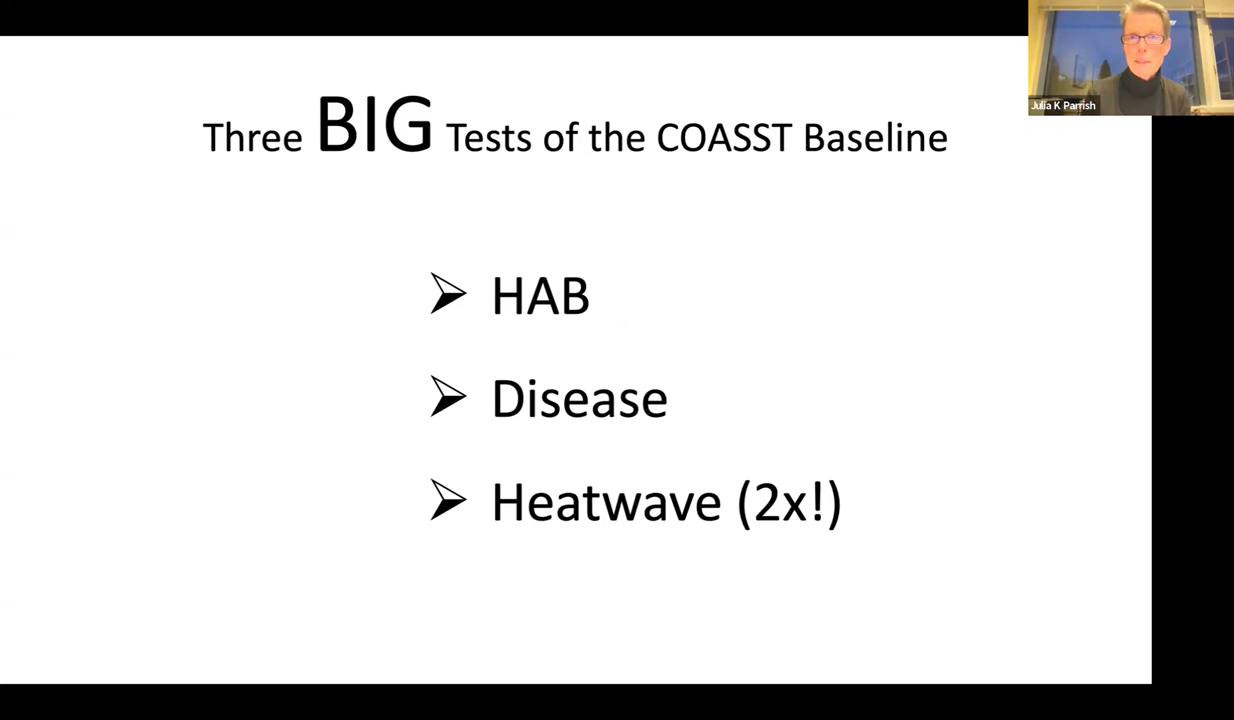 Julia K Parrish
Three BIG Tests of the COASST Baseline
HAB
Disease
Heatwave (2x!)